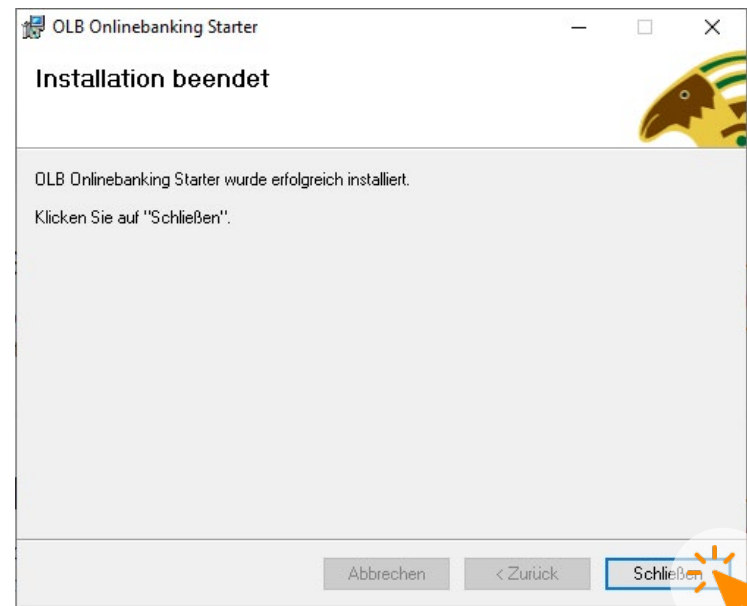 OLB Onlinebanking Starter
Installation beendet
OLB Onlinebanking Starter wurde erfolgreich installiert.
Klicken Sie auf "Schließen".
Abbrechen
< Zurück
Schließen